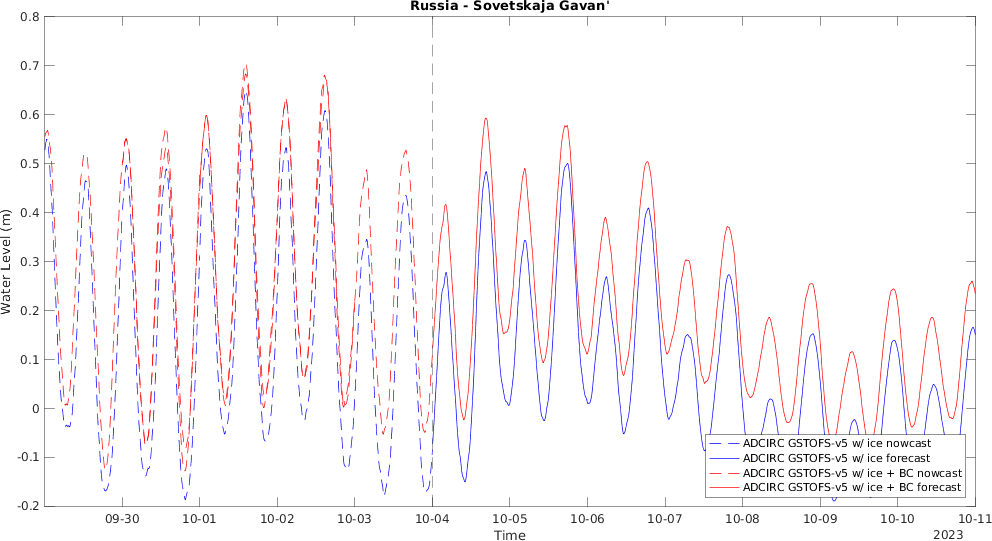 Russia - Sovetskaja Gavan'
Water Level (m)
0.8
0.7
0.6
0.5
0.4
0.3
0.2
0.1
0
-0.1
-0.2
ADCIRC GSTOFS-v5 w/ ice nowcast
ADCIRC GSTOFS-v5 w/ ice forecast
ADCIRC GSTOFS-v5 w/ ice + BC nowcast
ADCIRC GSTOFS-v5 w/ ice + BC forecast
09-30 10-01 10-02 10-03 10-04 10-05 10-06 10-07 10-08 10-09 10-10 10-11
Time
2023